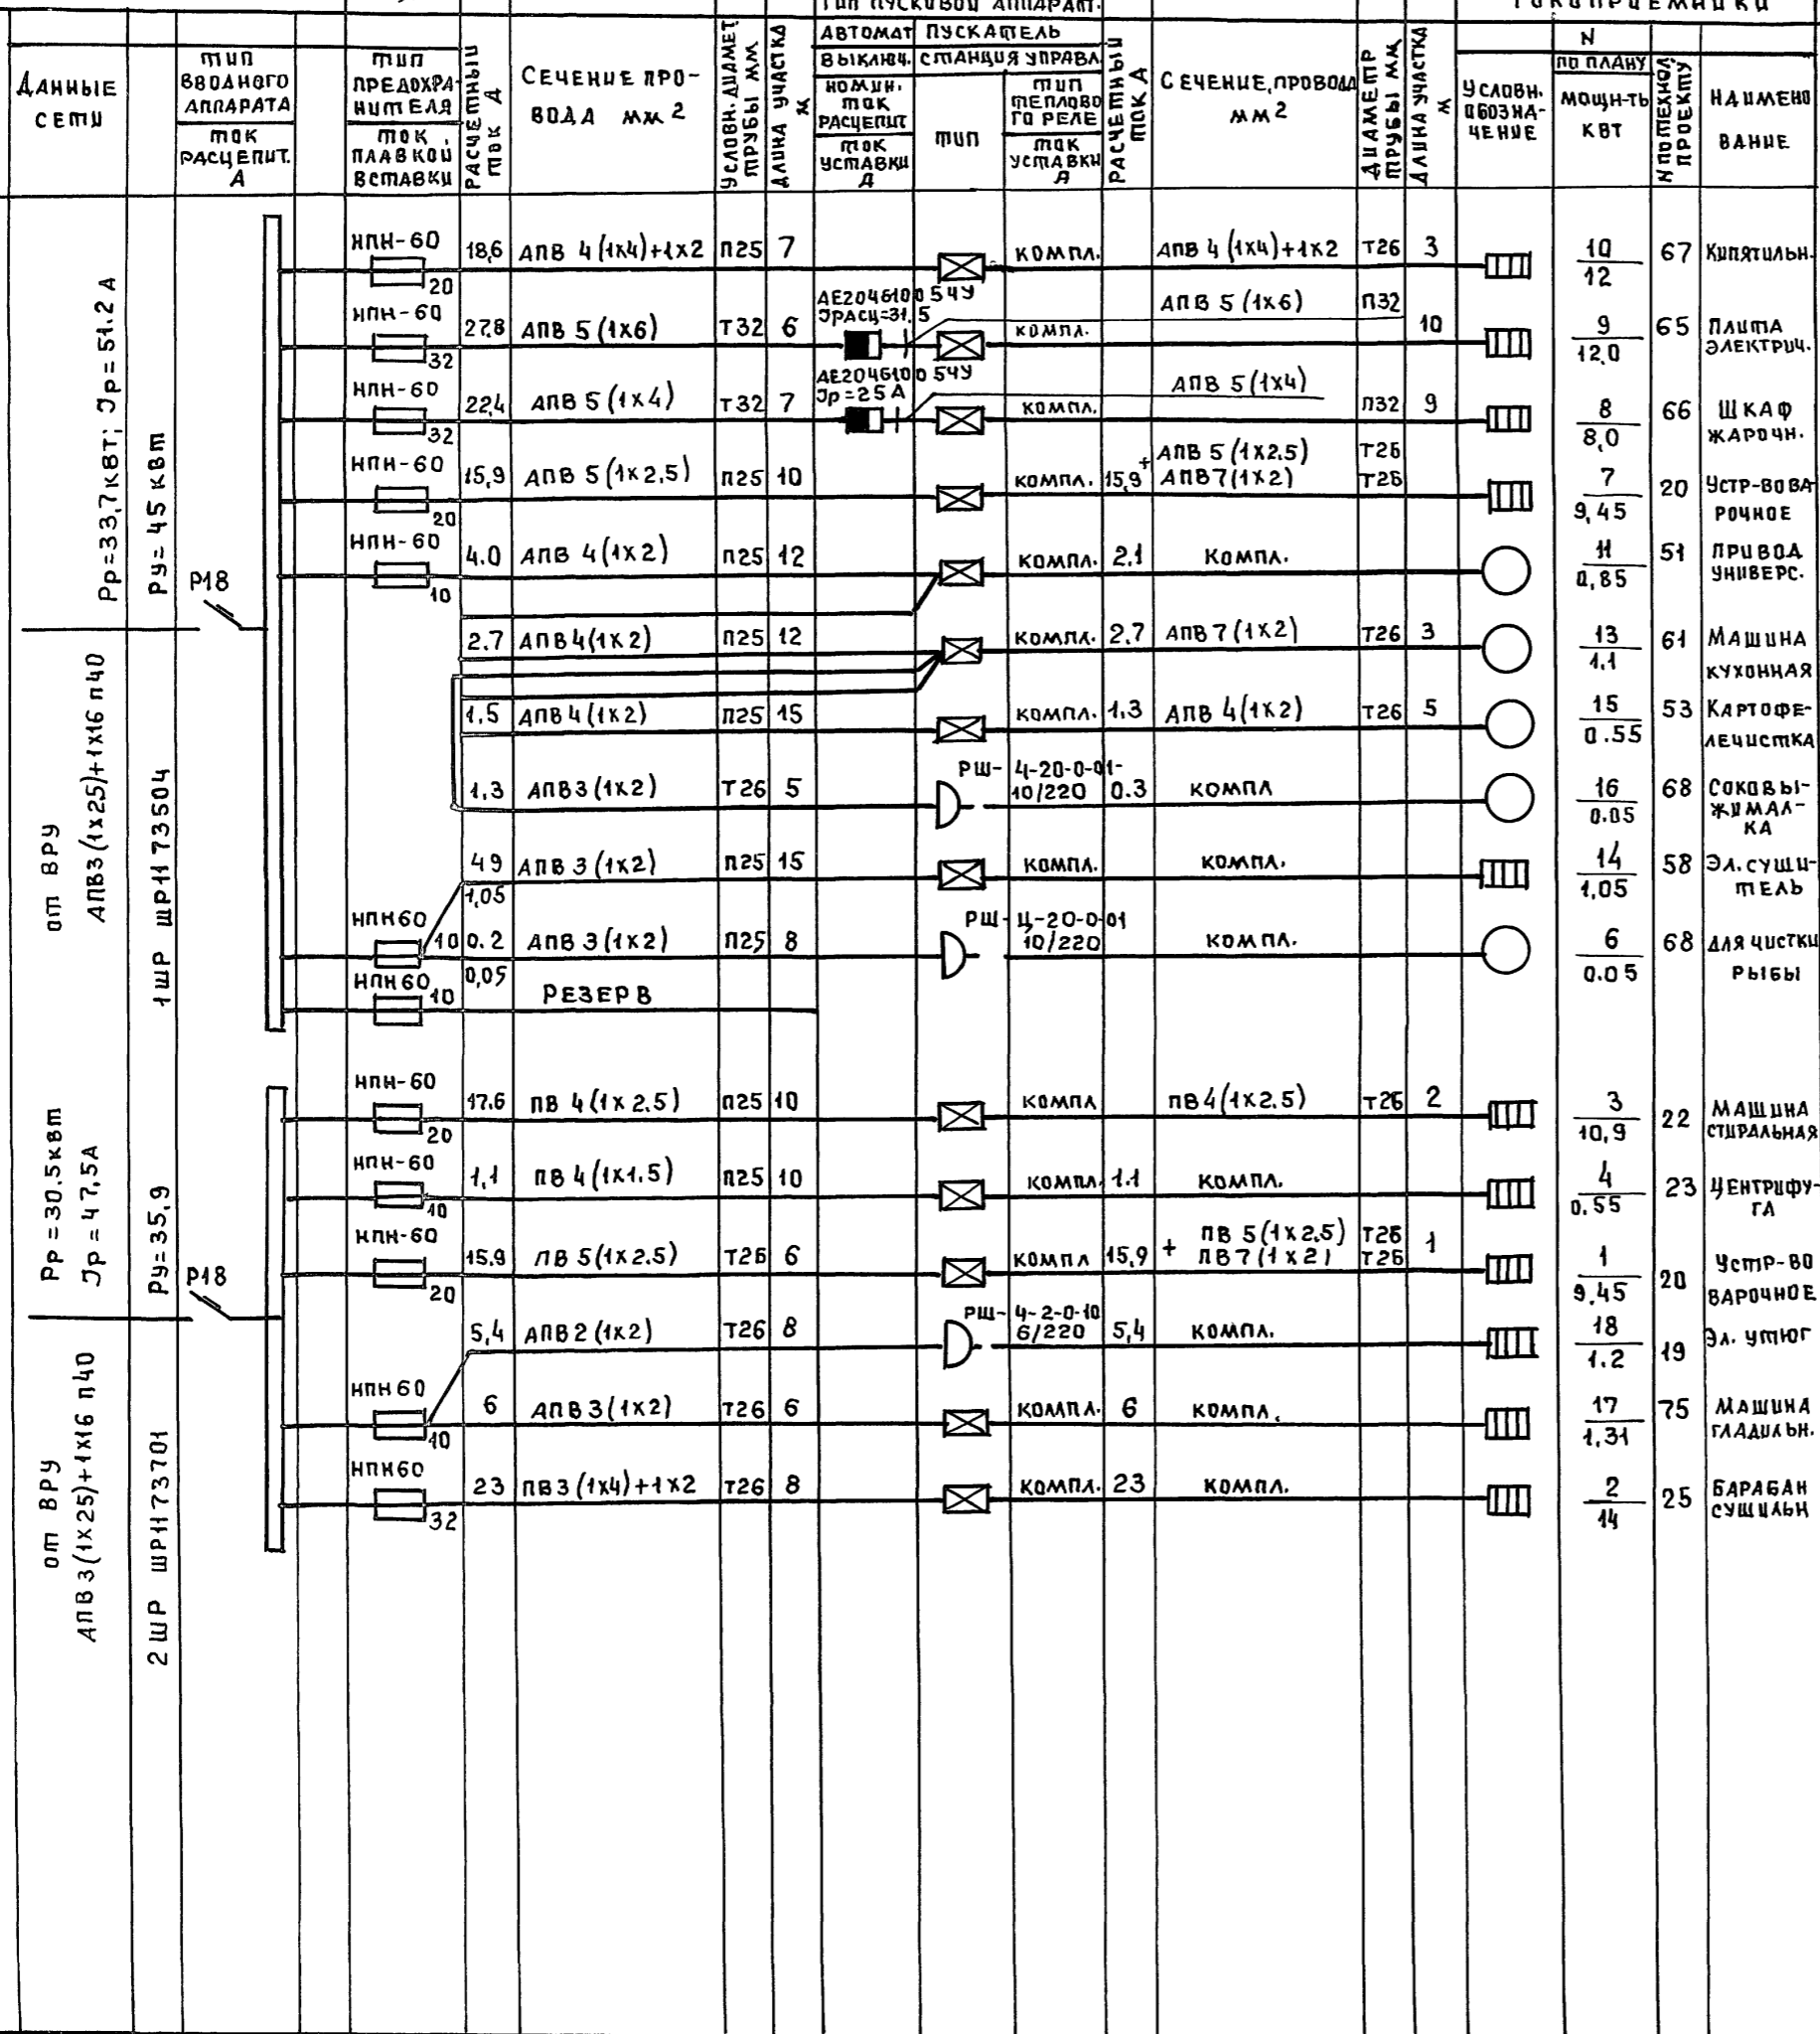 ТИП ПУСКОВОЙ АППАРАТ.
ТОКОПРИЕМНИКИ
ДАННЫЕ СЕТИ
ТИП ВВОДНОГО АППАРАТА
ТОК РАСЦЕПИТ. А
ТИП ПРЕДОХРАНИТЕЛЯ
ТОК ПЛАВКОЙ ВСТАВКИ
РАСЧЕТНЫЙ ТОК А
СЕЧЕНИЕ ПРОВОДА ММ 2
УСЛОВН. ДИАМЕТ ТРУБЫ ММ
ДЛИНА УЧАСТКА М
АВТОМАТ ВЫКЛЮЧ.
НОМИН. ТОК РАСЦЕПИТ
ТОК УСТАВКИ А
ПУСКАТЕЛЬ
СТАНЦИЯ УПРАВЛ.
ТИП
ТИП ТЕПЛОВОГО РЕЛЕ
ТОК УСТАВКИ А
РАСЧЕТНЫЙ ТОК А
СЕЧЕНИЕ, ПРОВОДА ММ 2
ДИАМЕТР ТРУБЫ ММ
ДЛИНА УЧАСТКА М
УСЛОВН. ОБОЗНАЧЕНИЕ
N ПО ПЛАНУ
МОЩН-ТЬ КВТ
N ПО ТЕХНОЛ. ПРОЕКТУ
НАИМЕНОВАНИЕ
Рр=33,7 КВТ; Jр=51.2 А
Ру=45 КВТ
Р18
от ВРУ
АПВ3(1х25)+1х16 п40
1ШР ШР11 73504
НПН-60 20 18,6 АПВ 4(1х4)+1х2 П25 7 КОМПЛ. АПВ 4(1х4)+1х2 Т26 3 10/12 67 КИПЯТИЛЬН.
НПН-60 32 27,8 АПВ 5(1х6) Т32 6 АЕ2046100 54У JРАСЦ=31,5 КОМПЛ. АПВ 5(1х6) П32 10 9/12,0 65 ПЛИТА ЭЛЕКТРИЧ.
НПН-60 32 22,4 АПВ 5(1х4) Т32 7 АЕ2046100 54У Jр=25А КОМПЛ. АПВ 5(1х4) П32 9 8/8,0 66 ШКАФ ЖАРОЧН.
НПН-60 20 15,9 АПВ 5(1х2,5) П25 10 КОМПЛ. 15,9 + АПВ 5(1х2,5) Т26
АПВ7(1х2) Т26 7/9,45 20 УСТР-ВО ВАРОЧНОЕ
НПН-60 10 4.0 АПВ 4(1х2) П25 12 КОМПЛ. 2,1 КОМПЛ. 11/0,85 51 ПРИВОД УНИВЕРС.
2.7 АПВ4(1х2) П25 12 КОМПЛ. 2,7 АПВ 7(1х2) Т26 3 13/1,1 61 МАШИНА КУХОННАЯ
1,5 АПВ4(1х2) П25 15 КОМПЛ. 1,3 АПВ 4(1х2) Т26 5 15/0.55 53 КАРТОФЕЛЕЧИСТКА
1,3 АПВ3(1х2) Т26 5 РШ-4-20-0-01-10/220 0.3 КОМПЛ 16/0.05 68 СОКОВЫЖИМАЛКА
49 1,05 АПВ 3(1х2) П25 15 КОМПЛ. КОМПЛ. 14/1,05 58 ЭЛ. СУШИТЕЛЬ
НПН60 10 0.2 0,05 АПВ 3(1х2) П25 8 РШ-Ц-20-0-01 10/220 КОМПЛ. 6/0.05 68 ДЛЯ ЧИСТКИ РЫБЫ
НПН60 10 РЕЗЕРВ
Рр=30.5КВТ
Jр=47,5А
Ру=35,9
Р18
от ВРУ
АПВ3(1х25)+1х16 п40
2ШР ШР11 73701
НПН-60 20 17.6 ПВ 4(1х2.5) П25 10 КОМПЛ ПВ4(1х2,5) Т26 2 3/10,9 22 МАШИНА СТИРАЛЬНАЯ
НПН-60 10 1,1 ПВ 4(1х1.5) П25 10 КОМПЛ. 1.1 КОМПЛ. 4/0,55 23 ЦЕНТРИФУГА
НПН-60 20 15.9 ПВ 5(1х2.5) Т26 6 КОМПЛ 15,9 + ПВ 5(1х2,5) Т26
ПВ7(1х2) Т26 1 1/9,45 20 УСТР-ВО ВАРОЧНОЕ
5,4 АПВ2(1х2) Т26 8 РШ-4-2-0-10 6/220 5,4 КОМПЛ. 18/1.2 19 ЭЛ. УТЮГ
НПН60 10 6 АПВ3(1х2) Т26 6 КОМПЛ. 6 КОМПЛ. 17/1,31 75 МАШИНА ГЛАДИЛЬН.
НПН60 32 23 ПВ3(1х4)+1х2 Т26 8 КОМПЛ. 23 КОМПЛ. 2/14 25 БАРАБАН СУШИЛЬН